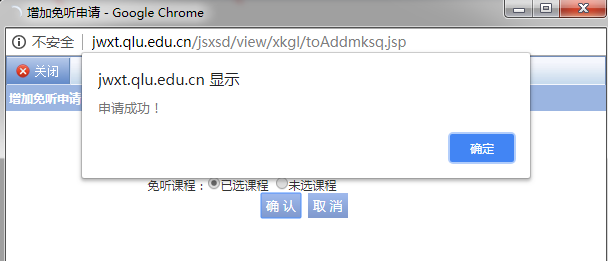 增加免听申请 - Google Chrome
不安全 | jwxt.qlu.edu.cn/jsxsd/view/xkgl/toAddmksq.jsp
关闭
增加免听申请
jwxt.qlu.edu.cn 显示
申请成功！
确定
免听课程：已选课程 未选课程
确 认 取 消